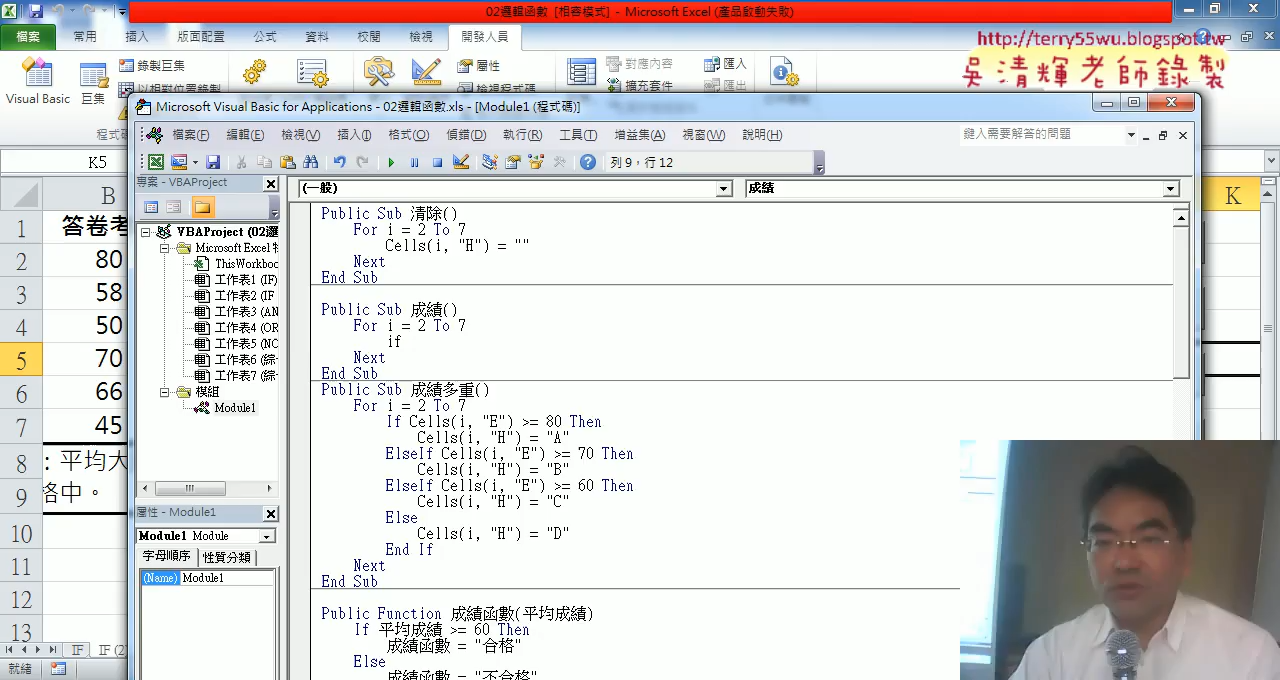 02邏輯函數 [相容模式] - Microsoft Excel (產品啟動失敗)
檔案 常用 插入 版面配置 公式 資料 校閱 檢視 開發人員
http://terry55wu.blogspot.tw
吳清輝老師錄製
Visual Basic 巨集 錄製巨集 屬性 對應內容 匯入
以相對位置錄製 擴充套件 匯出
Microsoft Visual Basic for Applications - 02邏輯函數.xls - [Module1 (程式碼)]
檔案(F) 編輯(E) 檢視(V) 插入(I) 格式(O) 偵錯(D) 執行(R) 工具(T) 增益集(A) 視窗(W) 說明(H) 鍵入需要解答的問題
列 9，行 12
K5
專案 - VBAProject
(一般) 成績
VBAProject (02邏
Microsoft Excel
ThisWorkboo
工作表1 (IF)
工作表2 (IF
工作表3 (AN
工作表4 (OR
工作表5 (NO
工作表6 (綜
工作表7 (綜
模組
Module1
屬性 - Module1
Module1 Module
字母順序 性質分類
(Name) Module1
Public Sub 清除()
For i = 2 To 7
Cells(i, "H") = ""
Next
End Sub
Public Sub 成績()
For i = 2 To 7
if
Next
End Sub
Public Sub 成績多重()
For i = 2 To 7
If Cells(i, "E") >= 80 Then
Cells(i, "H") = "A"
ElseIf Cells(i, "E") >= 70 Then
Cells(i, "H") = "B"
ElseIf Cells(i, "E") >= 60 Then
Cells(i, "H") = "C"
Else
Cells(i, "H") = "D"
End If
Next
End Sub
Public Function 成績函數(平均成績)
If 平均成績 >= 60 Then
成績函數 = "合格"
Else
成績函數 = "不合格"
B K
1 答卷考
2 80
3 58
4 50
5 70
6 66
7 45
8 : 平均大
9 格中。
10
11
12
13
IF IF (2
就緒